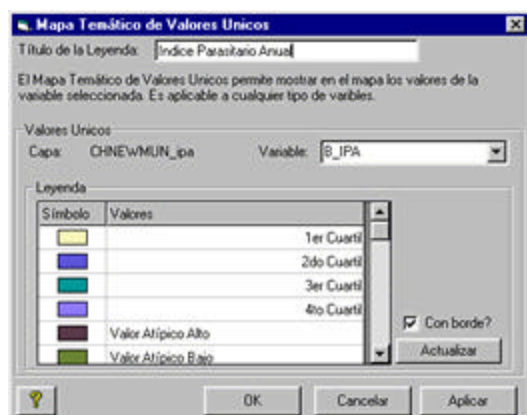 Mapa Temático de Valores Unicos
Título de la Leyenda: Indice Parasitario Anual
El Mapa Temático de Valores Unicos permite mostrar en el mapa los valores de la
variable seleccionada. Es aplicable a cualquier tipo de varibles.
Valores Unicos
Capa: CHNEWMUN_ipa Variable: B_IPA
Leyenda
Símbolo Valores
1er Cuartil
2do Cuartil
3er Cuartil
4to Cuartil
Valor Atípico Alto
Valor Atípico Bajo
Con borde?
Actualizar
? OK Cancelar Aplicar